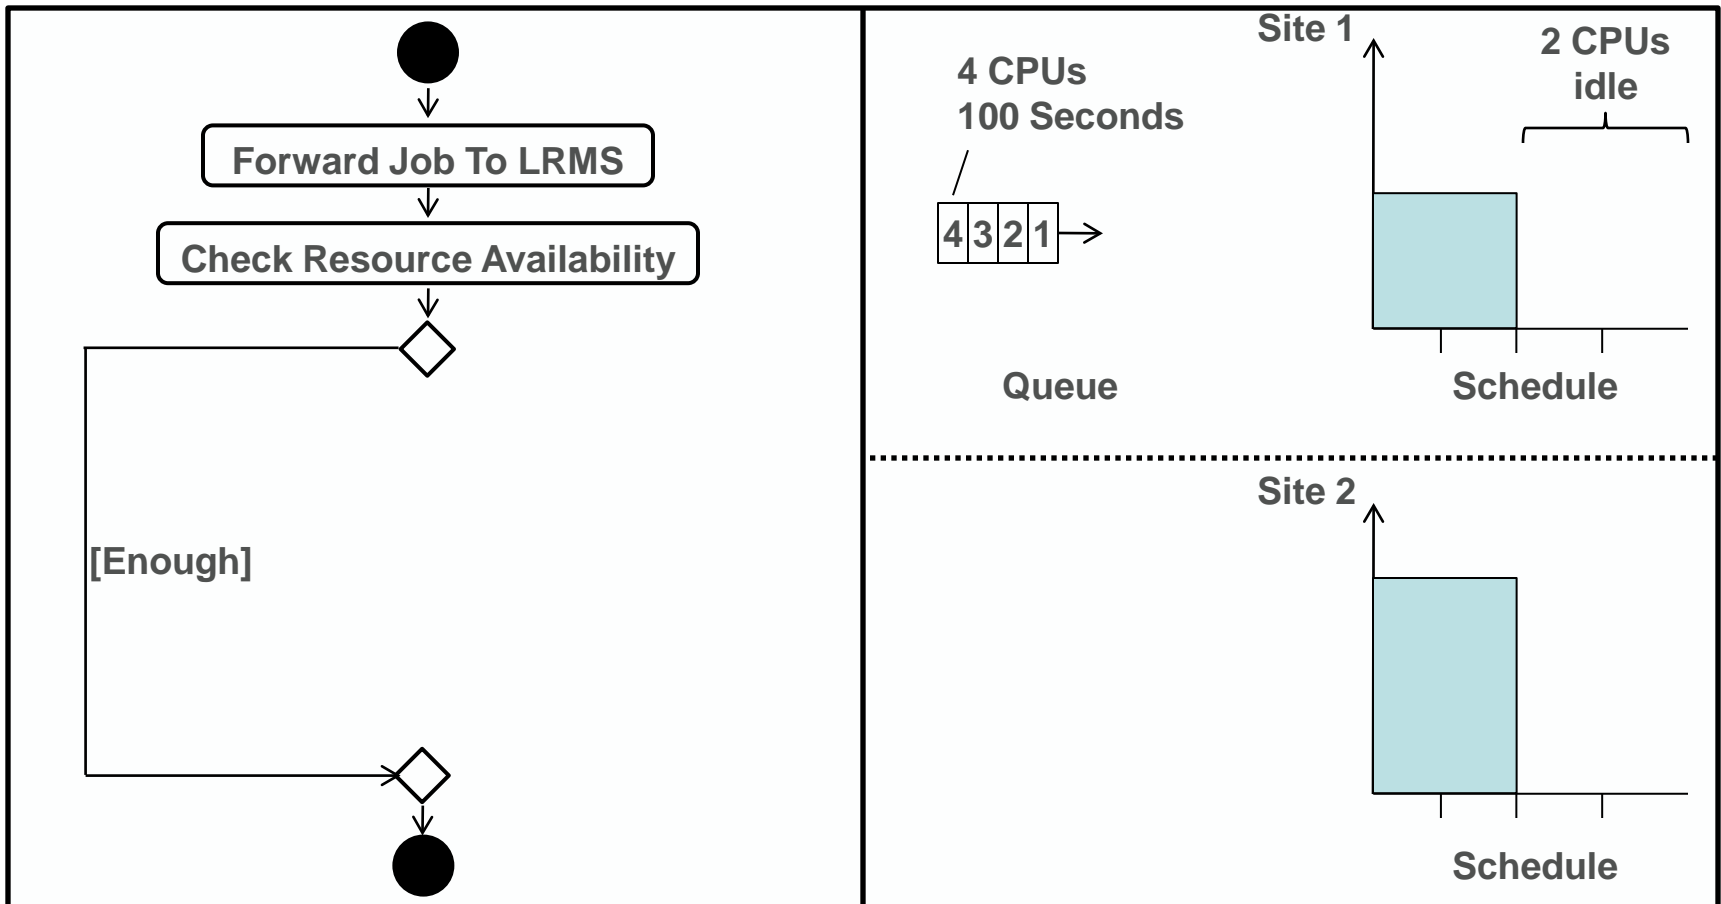 Forward Job To LRMS
Check Resource Availability
[Enough]
Site 1
2 CPUs
idle
4 CPUs
100 Seconds
4 3 2 1
Queue
Schedule
Site 2
Schedule